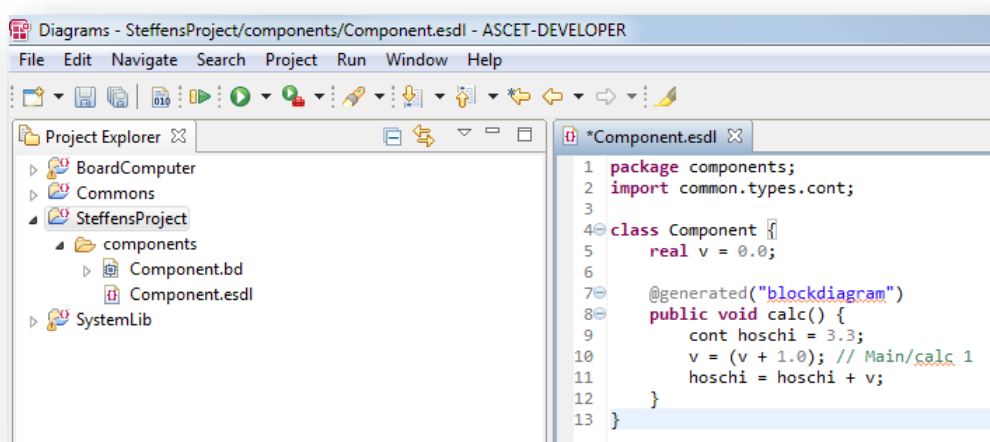 Diagrams - SteffensProject/components/Component.esdl - ASCET-DEVELOPER
File Edit Navigate Search Project Run Window Help
010
Project Explorer
BoardComputer
Commons
SteffensProject
components
Component.bd
Component.esdl
SystemLib
*Component.esdl
1 package components;
2 import common.types.cont;
3
4 class Component {
5 real v = 0.0;
6
7 @generated("blockdiagram")
8 public void calc() {
9 cont hoschi = 3.3;
10 v = (v + 1.0); // Main/calc 1
11 hoschi = hoschi + v;
12 }
13 }